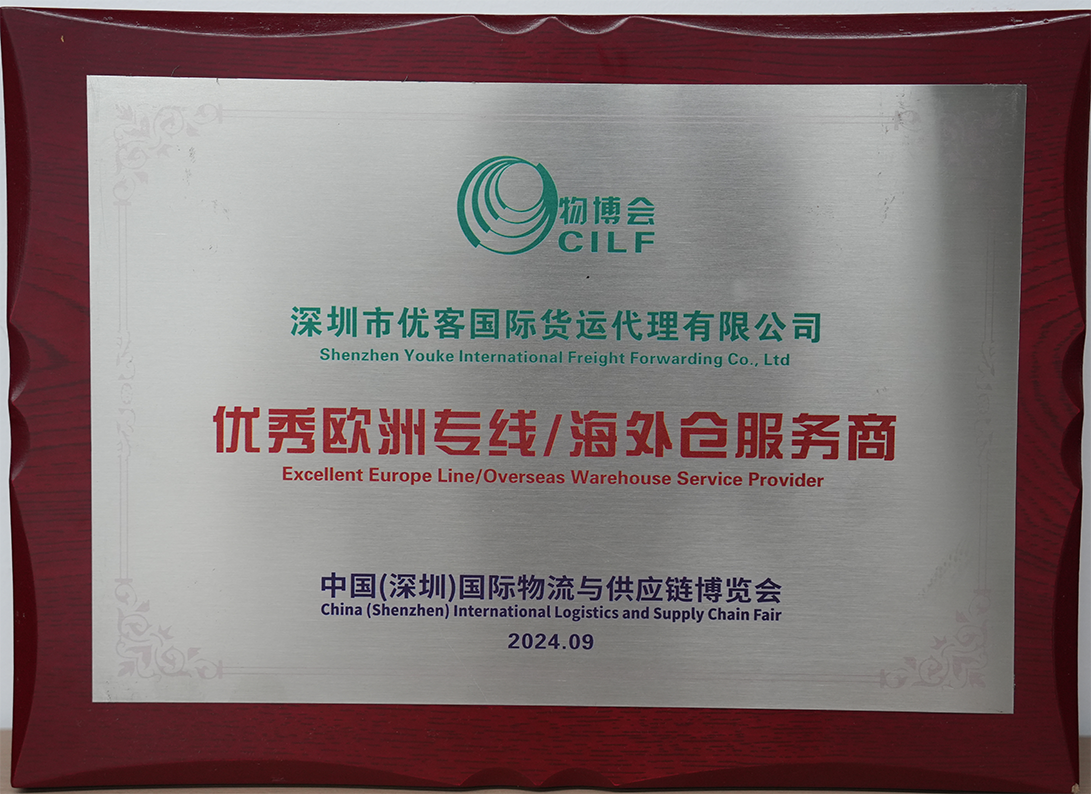 物博会
CILF
深圳市优客国际货运代理有限公司
Shenzhen Youke International Freight Forwarding Co., Ltd
优秀欧洲专线/海外仓服务商
Excellent Europe Line/Overseas Warehouse Service Provider
中国(深圳)国际物流与供应链博览会
China (Shenzhen) International Logistics and Supply Chain Fair
2024.09